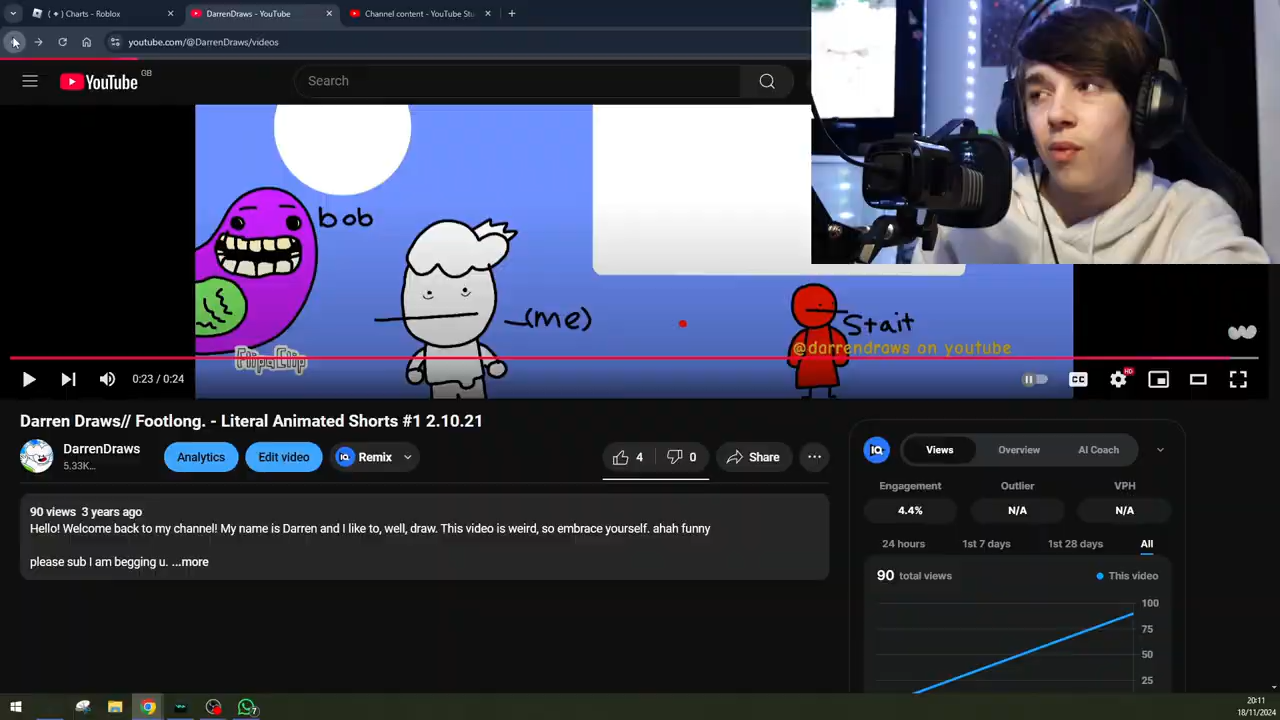 ( • ) Charts - Roblox
DarrenDraws - YouTube
Channel content - YouTube Stu
youtube.com/@DarrenDraws/videos
YouTube
GB
Search
bob
(me)
Stait
@darrendraws on youtube
0:23 / 0:24
CC
HD
Darren Draws// Footlong. - Literal Animated Shorts #1 2.10.21
DarrenDraws
5.33K...
Analytics
Edit video
IQ
Remix
4
0
Share
IQ
Views
Overview
AI Coach
Engagement
Outlier
VPH
4.4%
N/A
N/A
90 views 3 years ago
Hello! Welcome back to my channel! My name is Darren and I like to, well, draw. This video is weird, so embrace yourself. ahah funny
please sub I am begging u. ...more
24 hours
1st 7 days
1st 28 days
All
90 total views
This video
100
75
50
25
7
20:11
18/11/2024